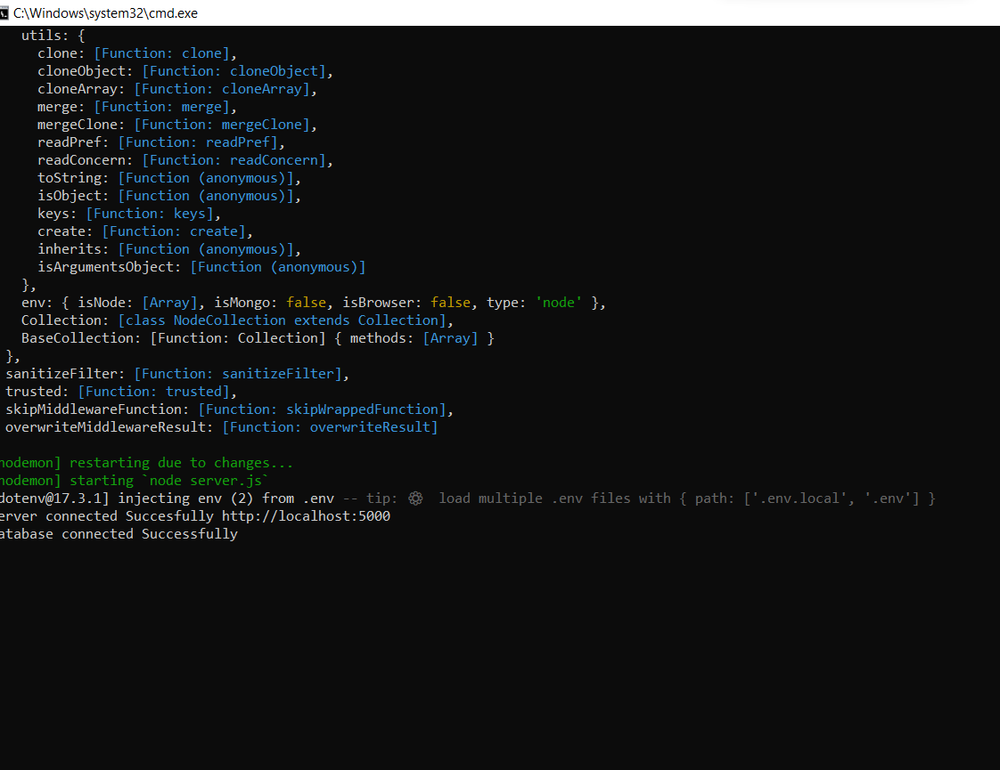 C:\Windows\system32\cmd.exe
utils: {
clone: [Function: clone],
cloneObject: [Function: cloneObject],
cloneArray: [Function: cloneArray],
merge: [Function: merge],
mergeClone: [Function: mergeClone],
readPref: [Function: readPref],
readConcern: [Function: readConcern],
toString: [Function (anonymous)],
isObject: [Function (anonymous)],
keys: [Function: keys],
create: [Function: create],
inherits: [Function (anonymous)],
isArgumentsObject: [Function (anonymous)]
},
env: { isNode: [Array], isMongo: false, isBrowser: false, type: 'node' },
Collection: [class NodeCollection extends Collection],
BaseCollection: [Function: Collection] { methods: [Array] }
},
sanitizeFilter: [Function: sanitizeFilter],
trusted: [Function: trusted],
skipMiddlewareFunction: [Function: skipWrappedFunction],
overwriteMiddlewareResult: [Function: overwriteResult]
nodemon] restarting due to changes...
nodemon] starting `node server.js`
dotenv@17.3.1] injecting env (2) from .env -- tip: ⚙ load multiple .env files with { path: ['.env.local', '.env'] }
erver connected Succesfully http://localhost:5000
atabase connected Successfully